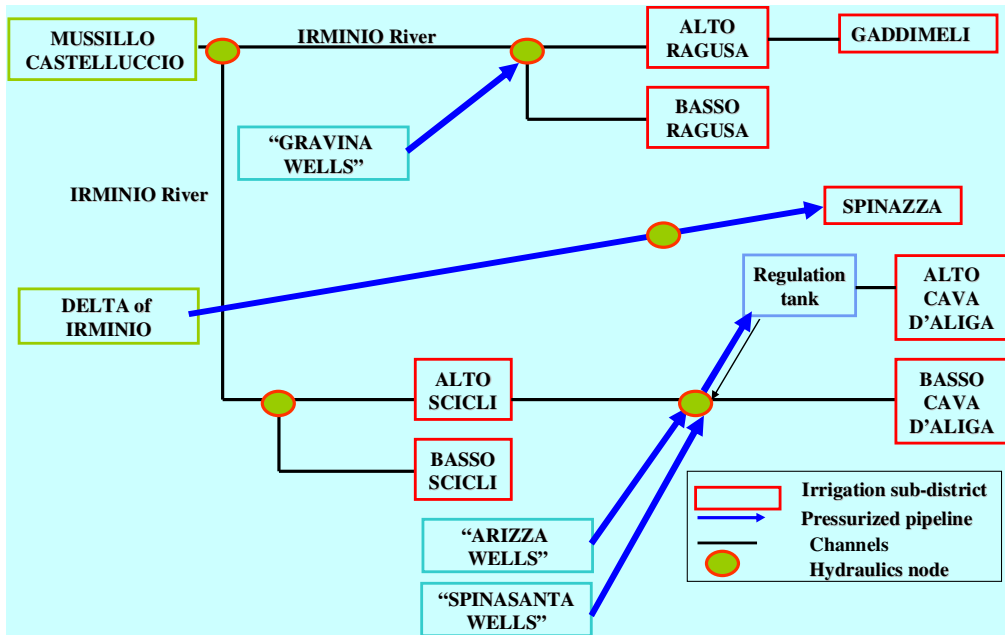 MUSSILLO
CASTELLUCCIO
IRMINIO River
ALTO
RAGUSA
GADDIMELI
BASSO
RAGUSA
“GRAVINA
WELLS”
IRMINIO River
SPINAZZA
DELTA of
IRMINIO
Regulation
tank
ALTO
CAVA
D’ALIGA
ALTO
SCICLI
BASSO
CAVA
D’ALIGA
BASSO
SCICLI
“ARIZZA
WELLS”
“SPINASANTA
WELLS”
Irrigation sub-district
Pressurized pipeline
Channels
Hydraulics node